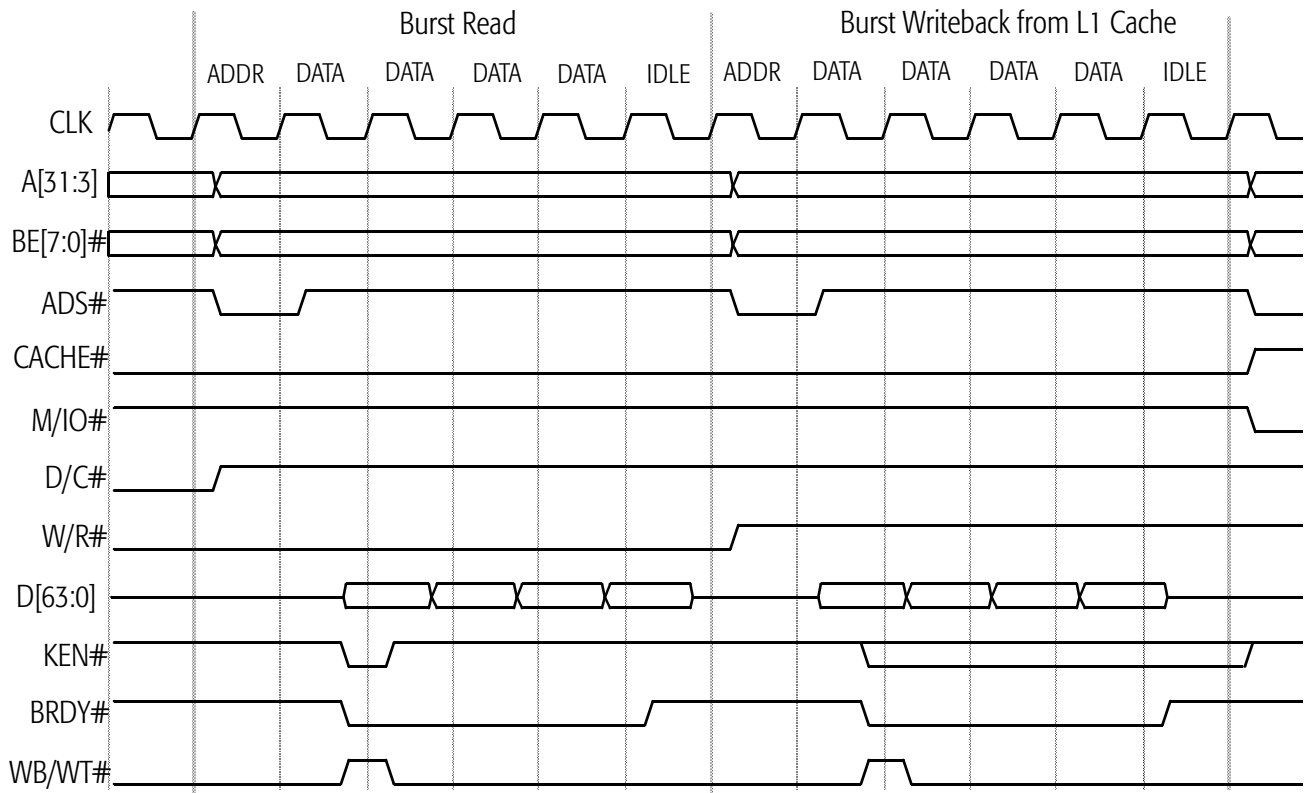 Burst Read Burst Writeback from L1 Cache
ADDR DATA DATA DATA DATA IDLE ADDR DATA DATA DATA DATA IDLE
CLK
A[31:3]
BE[7:0]#
ADS#
CACHE#
M/IO#
D/C#
W/R#
D[63:0]
KEN#
BRDY#
WB/WT#